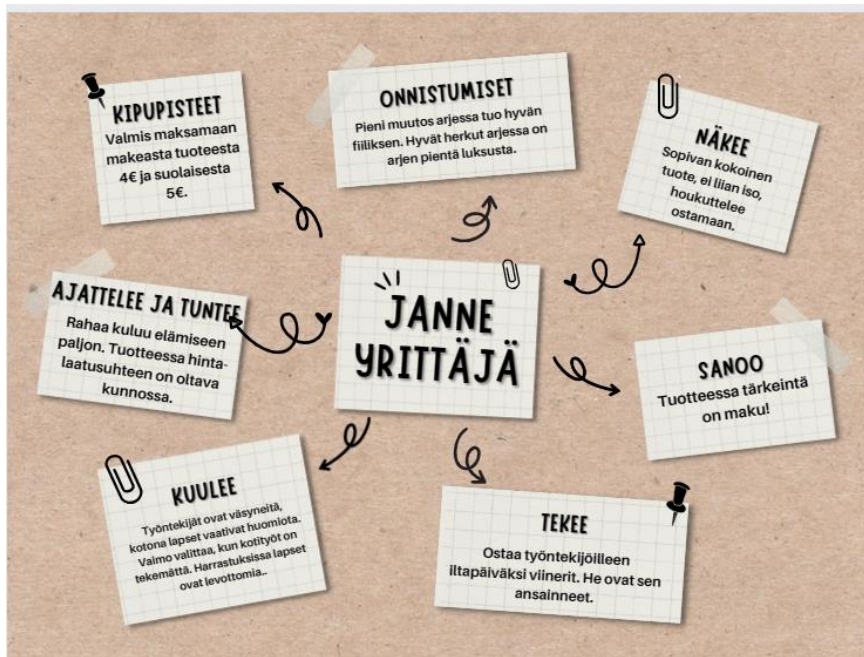 KIPUPISTEET
Valmis maksamaan
makeasta tuoteesta
4€ ja suolaisesta
5€.
ONNISTUMISET
Pieni muutos arjessa tuo hyvän
fiiliksen. Hyvät herkut arjessa on
arjen pientä luksusta.
NÄKEE
Sopivan kokoinen
tuote, ei liian iso,
houkuttelee
ostamaan.
AJATTELEE JA TUNTEE
Rahaa kuluu elämiseen
paljon. Tuotteessa hinta-
laatusuhteen on oltava
kunnossa.
JANNE
YRITTÄJÄ
SANOO
Tuotteessa tärkeintä
on maku!
KUULEE
Työntekijät ovat väsyneitä,
kotona lapset vaativat huomiota.
Vaimo valittaa, kun kotityöt on
tekemättä. Harrastuksissa lapset
ovat levottomia..
TEKEE
Ostaa työntekijöilleen
iltapäiväksi viinerit. He ovat sen
ansainneet.